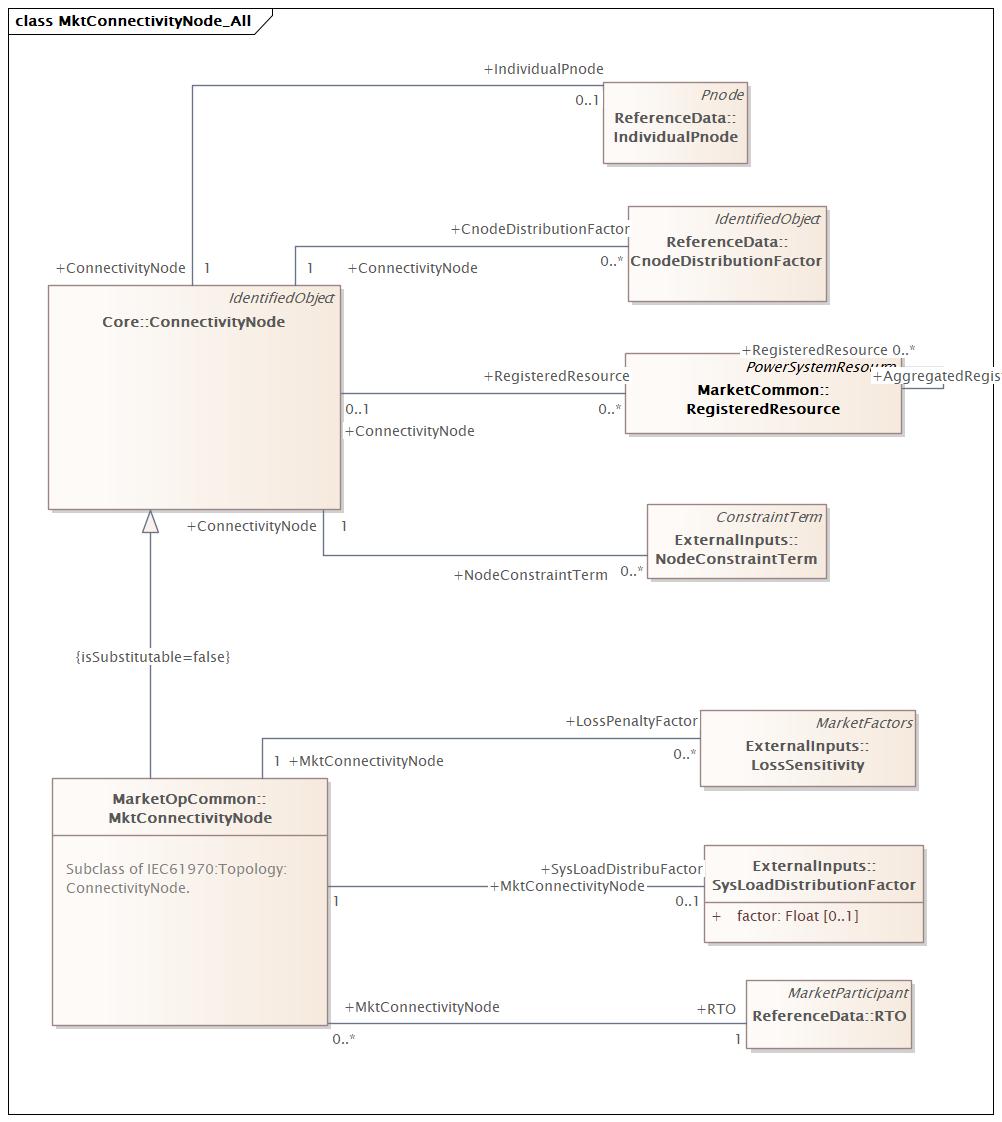 class MktConnectivityNode_All
+IndividualPnode
0..1
Pnode
ReferenceData::
IndividualPnode
+CnodeDistributionFactor
0..*
IdentifiedObject
ReferenceData::
CnodeDistributionFactor
+ConnectivityNode 1
1 +ConnectivityNode
IdentifiedObject
Core::ConnectivityNode
+RegisteredResource 0..*
+AggregatedRegis
+RegisteredResource
0..*
MarketCommon::
RegisteredResource
0..1
+ConnectivityNode
+ConnectivityNode 1
ConstraintTerm
ExternalInputs::
NodeConstraintTerm
+NodeConstraintTerm 0..*
{isSubstitutable=false}
+LossPenaltyFactor
0..*
MarketFactors
ExternalInputs::
LossSensitivity
1 +MktConnectivityNode
MarketOpCommon::
MktConnectivityNode
Subclass of IEC61970:Topology:
ConnectivityNode.
+SysLoadDistribuFactor
+MktConnectivityNode
1
0..1
ExternalInputs::
SysLoadDistributionFactor
+ factor: Float [0..1]
+MktConnectivityNode
0..*
+RTO
1
MarketParticipant
ReferenceData::RTO